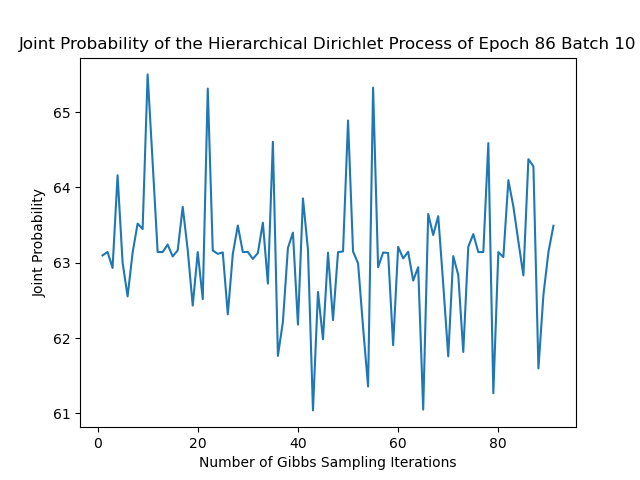 Joint Probability of the Hierarchical Dirichlet Process of Epoch 86 Batch 10
65
64
63
62
61
Joint Probability
0 20 40 60 80
Number of Gibbs Sampling Iterations